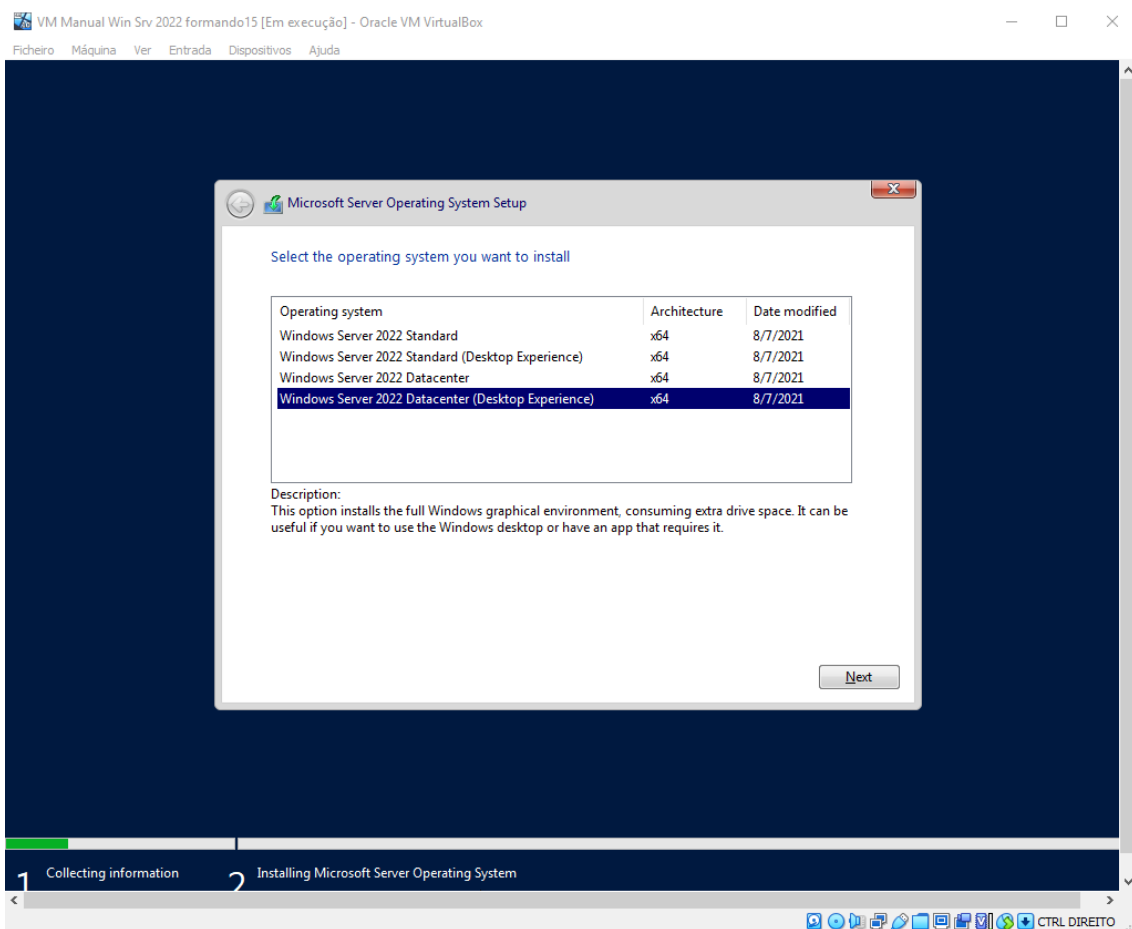 VM Manual Win Srv 2022 formando15 [Em execução] - Oracle VM VirtualBox
Ficheiro Máquina Ver Entrada Dispositivos Ajuda
Microsoft Server Operating System Setup
Select the operating system you want to install
Operating system Architecture Date modified
Windows Server 2022 Standard x64 8/7/2021
Windows Server 2022 Standard (Desktop Experience) x64 8/7/2021
Windows Server 2022 Datacenter x64 8/7/2021
Windows Server 2022 Datacenter (Desktop Experience) x64 8/7/2021
Description:
This option installs the full Windows graphical environment, consuming extra drive space. It can be
useful if you want to use the Windows desktop or have an app that requires it.
Next
1 Collecting information 2 Installing Microsoft Server Operating System
CTRL DIREITO